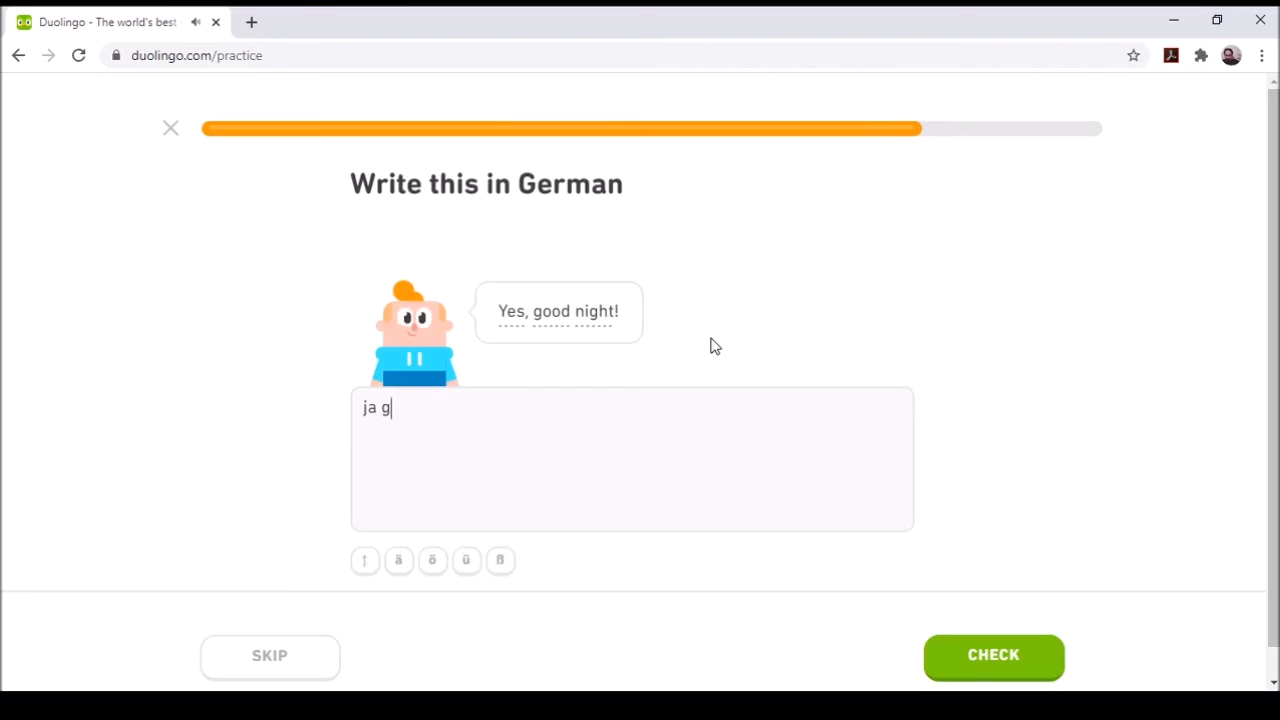 Duolingo - The world's best
duolingo.com/practice
Write this in German
Yes, good night!
ja g
↑ ä ö ü ß
SKIP
CHECK